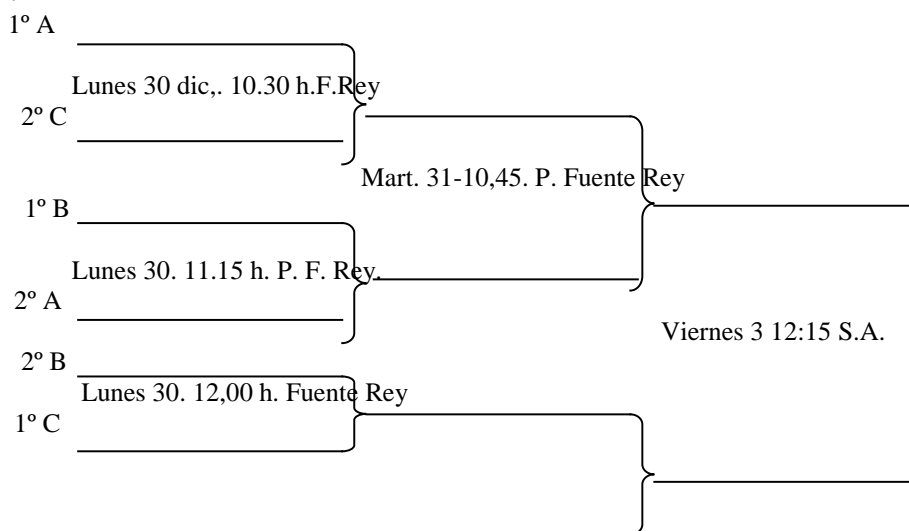 1º A
Lunes 30 dic,. 10.30 h.F.Rey
2º C
Mart. 31-10,45. P. Fuente Rey
1º B
Lunes 30. 11.15 h. P. F. Rey.
2º A
Viernes 3 12:15 S.A.
2º B
Lunes 30. 12,00 h. Fuente Rey
1º C